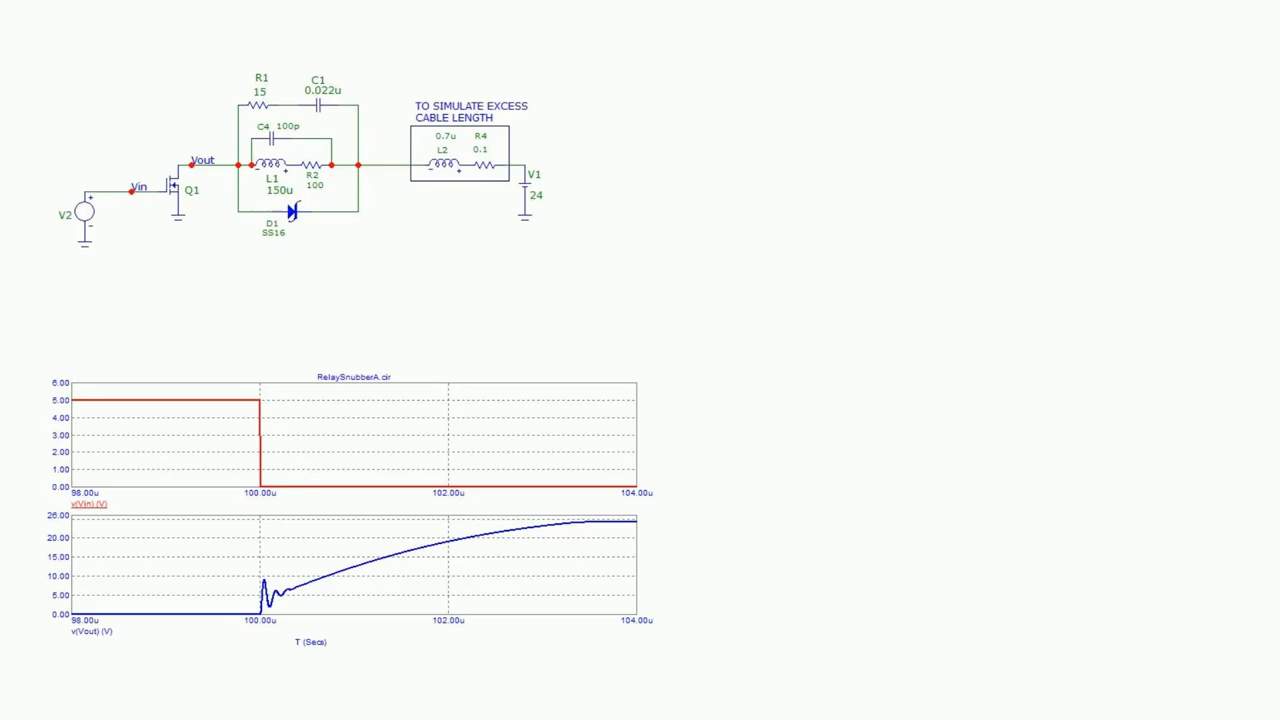 R1
15
C1
0.022u
C4 100p
TO SIMULATE EXCESS
CABLE LENGTH
0.7u R4
L2 0.1
Vout
Vin
Q1
V2
+
-
- +
L1
150u
R2
100
- +
V1
24
D1
SS16
RelaySnubberA.cir
6.00
5.00
4.00
3.00
2.00
1.00
0.00
98.00u 100.00u 102.00u 104.00u
v(Vin) (V)
26.00
20.00
15.00
10.00
5.00
0.00
98.00u 100.00u 102.00u 104.00u
v(Vout) (V)
T (Secs)